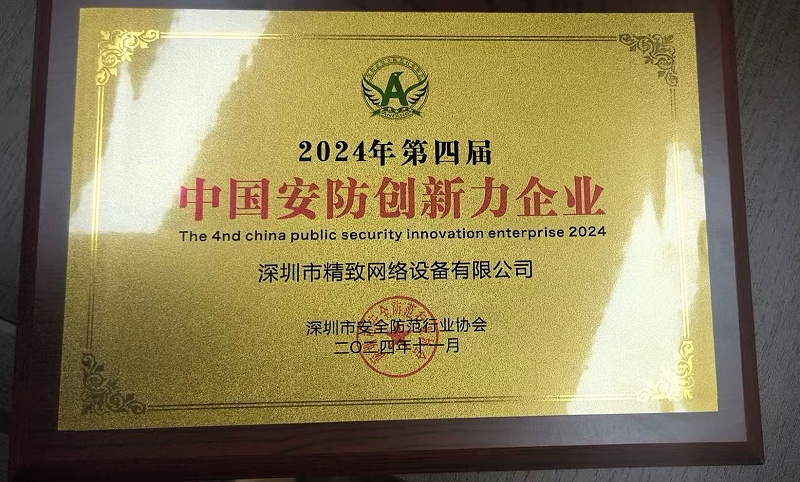 2024年第四届
中国安防创新力企业
The 4nd china public security innovation enterprise 2024
深圳市精致网络设备有限公司
深圳市安全防范行业协会
二〇二四年十一月